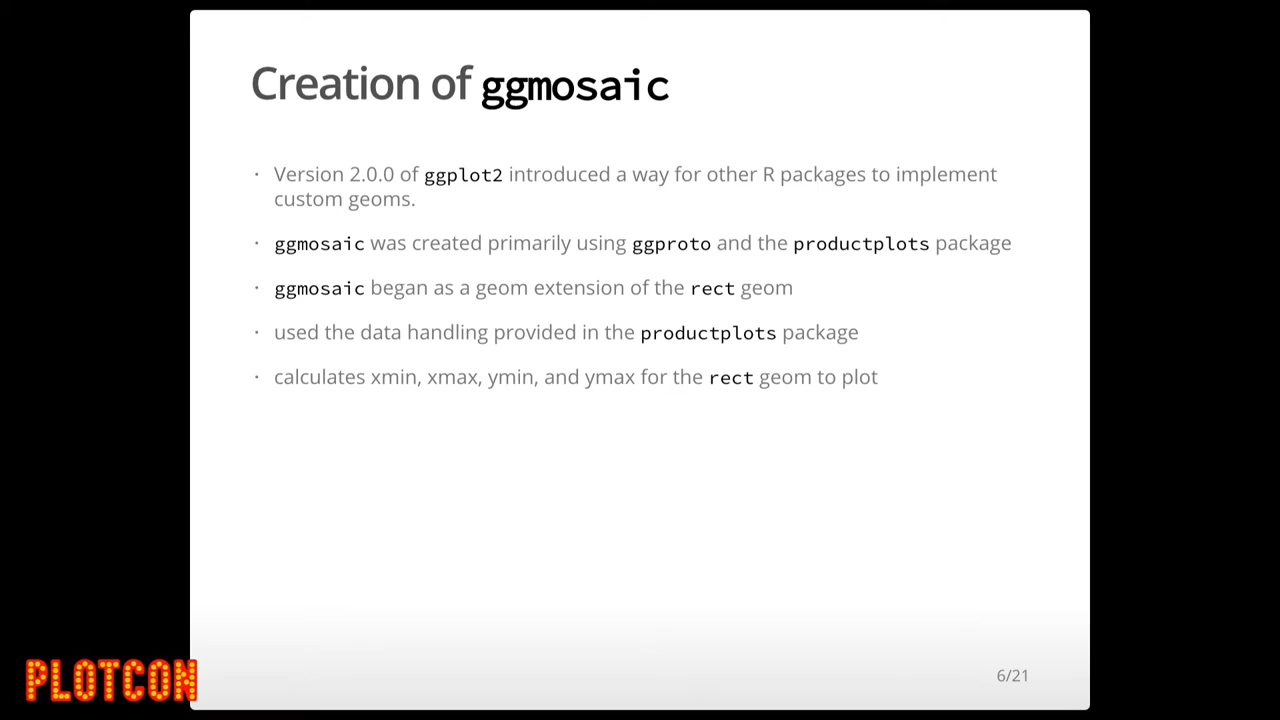 Creation of ggmosaic
· Version 2.0.0 of ggplot2 introduced a way for other R packages to implement
custom geoms.
· ggmosaic was created primarily using ggproto and the productplots package
· ggmosaic began as a geom extension of the rect geom
· used the data handling provided in the productplots package
· calculates xmin, xmax, ymin, and ymax for the rect geom to plot
PLOTCON
6/21